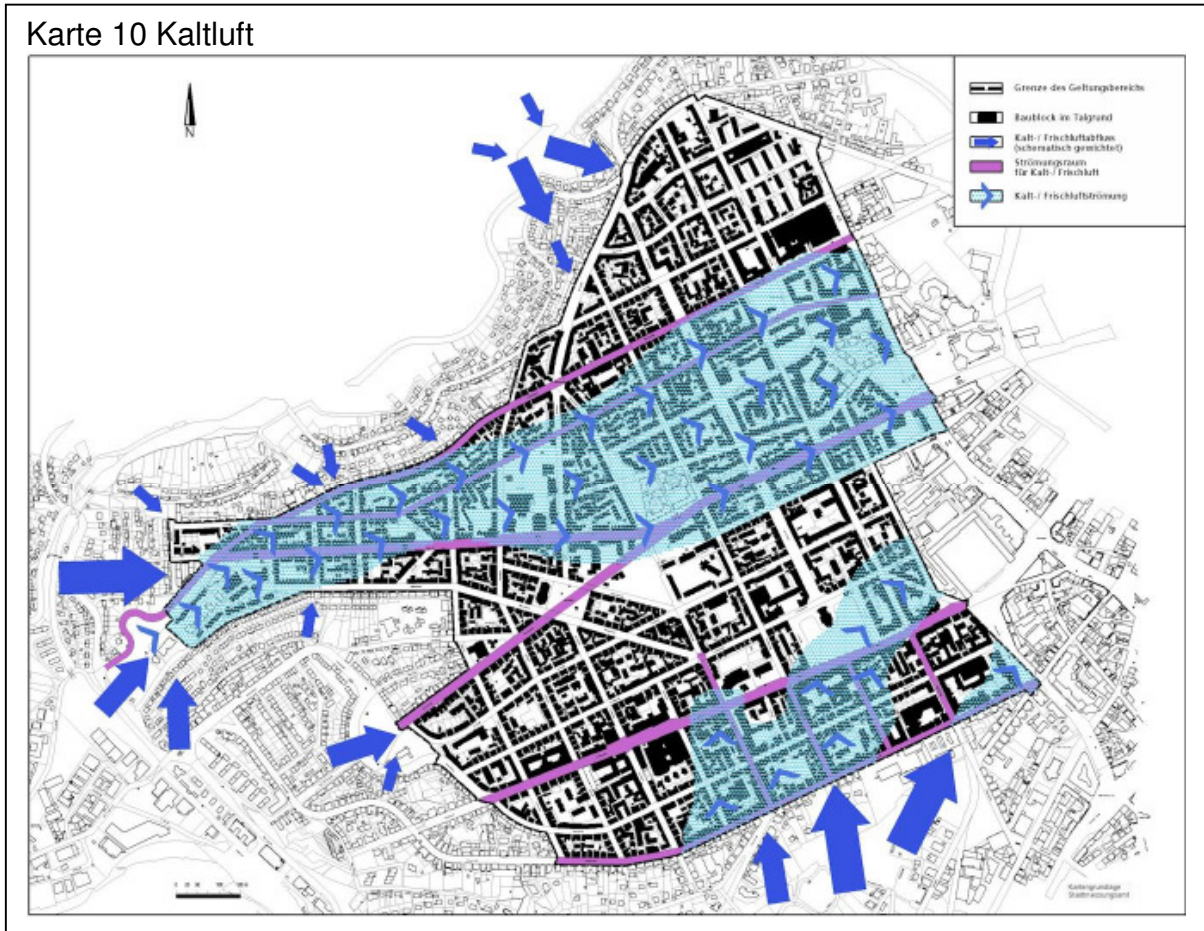 Karte 10 Kaltluft
N
Grenze des Geltungsbereichs
Baublock im Talgrund
Kalt-/ Frischluftabfluss
(schematisch gewichtet)
Strömungsraum
für Kalt-/ Frischluft
Kalt-/ Frischluftströmung
Kartengrundlage
Stadtmessungsamt